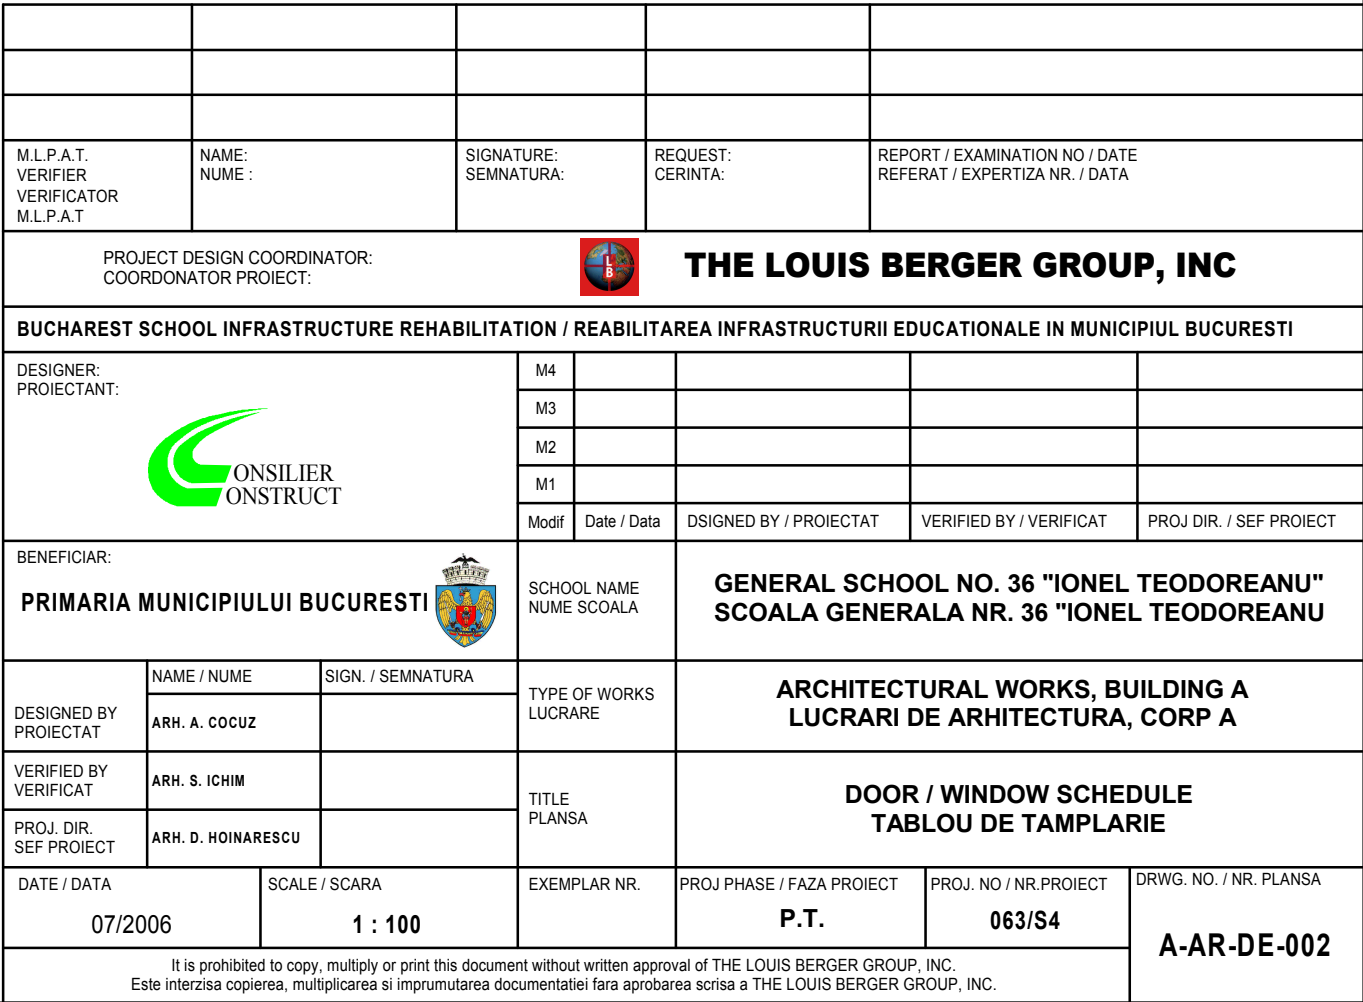 M.L.P.A.T.
VERIFIER
VERIFICATOR
M.L.P.A.T
NAME:
NUME :
SIGNATURE:
SEMNATURA:
REQUEST:
CERINTA:
REPORT / EXAMINATION NO / DATE
REFERAT / EXPERTIZA NR. / DATA
PROJECT DESIGN COORDINATOR:
COORDONATOR PROIECT:
L
B
THE LOUIS BERGER GROUP, INC
BUCHAREST SCHOOL INFRASTRUCTURE REHABILITATION / REABILITAREA INFRASTRUCTURII EDUCATIONALE IN MUNICIPIUL BUCURESTI
DESIGNER:
PROIECTANT:
ONSILIER
ONSTRUCT
M4
M3
M2
M1
Modif
Date / Data
DSIGNED BY / PROIECTAT
VERIFIED BY / VERIFICAT
PROJ DIR. / SEF PROIECT
BENEFICIAR:
PRIMARIA MUNICIPIULUI BUCURESTI
SCHOOL NAME
NUME SCOALA
GENERAL SCHOOL NO. 36 "IONEL TEODOREANU"
SCOALA GENERALA NR. 36 "IONEL TEODOREANU
NAME / NUME
SIGN. / SEMNATURA
DESIGNED BY
PROIECTAT
ARH. A. COCUZ
TYPE OF WORKS
LUCRARE
ARCHITECTURAL WORKS, BUILDING A
LUCRARI DE ARHITECTURA, CORP A
VERIFIED BY
VERIFICAT
ARH. S. ICHIM
PROJ. DIR.
SEF PROIECT
ARH. D. HOINARESCU
TITLE
PLANSA
DOOR / WINDOW SCHEDULE
TABLOU DE TAMPLARIE
DATE / DATA
07/2006
SCALE / SCARA
1 : 100
EXEMPLAR NR.
PROJ PHASE / FAZA PROIECT
P.T.
PROJ. NO / NR.PROIECT
063/S4
DRWG. NO. / NR. PLANSA
A-AR-DE-002
It is prohibited to copy, multiply or print this document without written approval of THE LOUIS BERGER GROUP, INC.
Este interzisa copierea, multiplicarea si imprumutarea documentatiei fara aprobarea scrisa a THE LOUIS BERGER GROUP, INC.